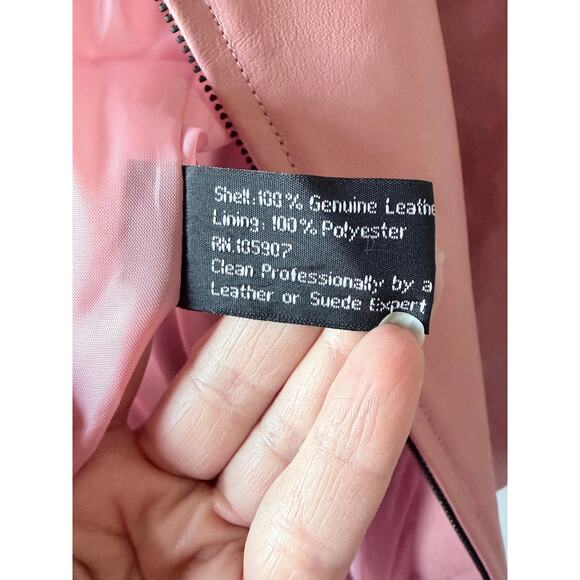 Shell:100% Genuine Leathe
Lining: 100% Polyester
RN.105907
Clean Professionally by a
Leather or Suede Expert